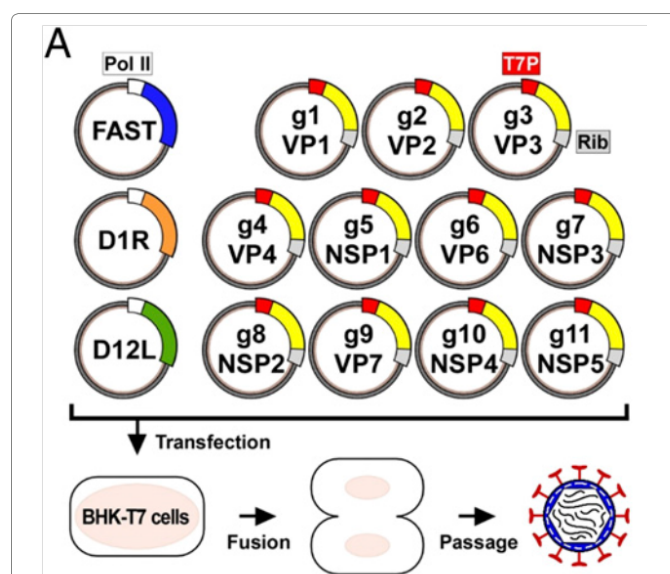 A
Pol II
T7P
FAST
g1
VP1
g2
VP2
g3
VP3
Rib
D1R
g4
VP4
g5
NSP1
g6
VP6
g7
NSP3
D12L
g8
NSP2
g9
VP7
g10
NSP4
g11
NSP5
Transfection
BHK-T7 cells
Fusion
Passage